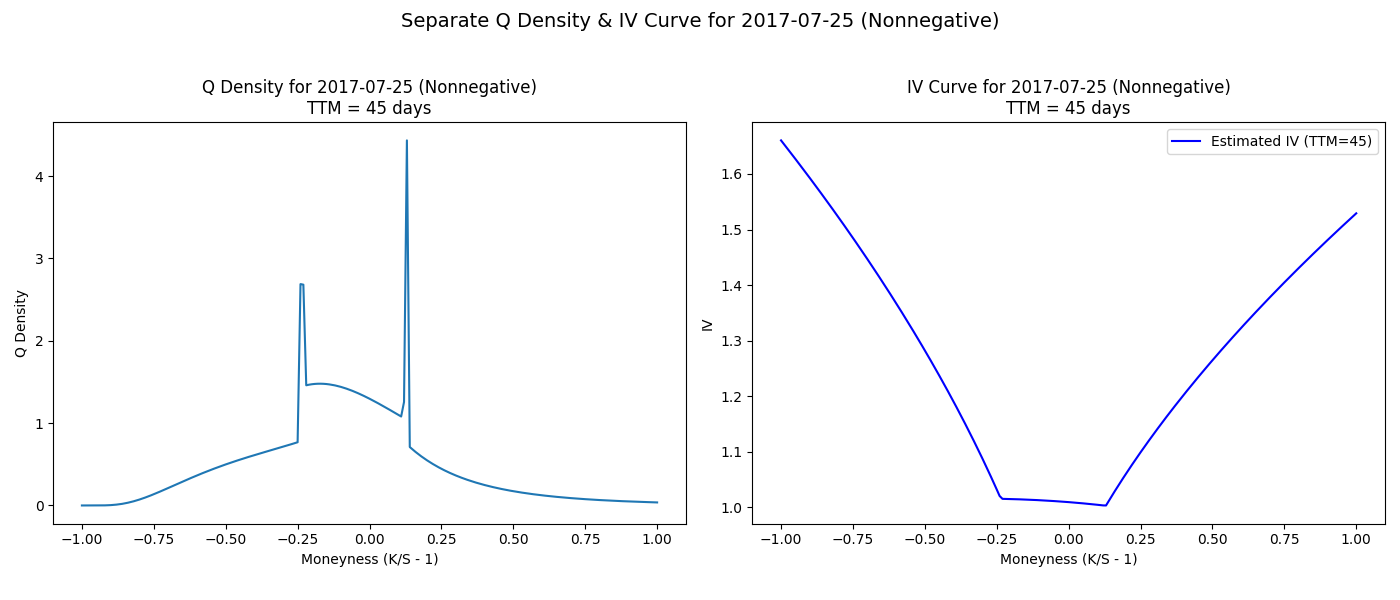 Separate Q Density & IV Curve for 2017-07-25 (Nonnegative)
Q Density for 2017-07-25 (Nonnegative)
TTM = 45 days
Q Density
4
3
2
1
0
−1.00 −0.75 −0.50 −0.25 0.00 0.25 0.50 0.75 1.00
Moneyness (K/S - 1)
IV Curve for 2017-07-25 (Nonnegative)
TTM = 45 days
Estimated IV (TTM=45)
IV
1.6
1.5
1.4
1.3
1.2
1.1
1.0
−1.00 −0.75 −0.50 −0.25 0.00 0.25 0.50 0.75 1.00
Moneyness (K/S - 1)